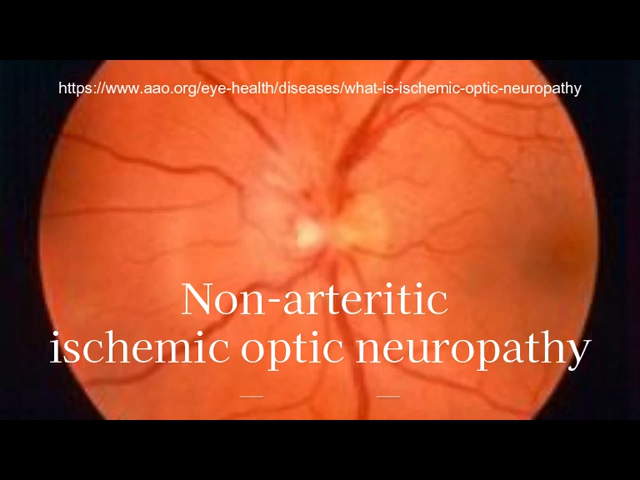 https://www.aao.org/eye-health/diseases/what-is-ischemic-optic-neuropathy
Non-arteritic
ischemic optic neuropathy